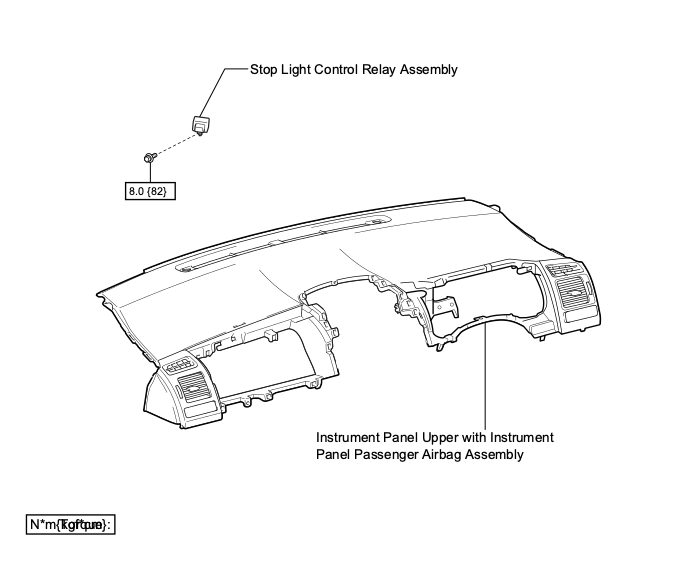 Stop Light Control Relay Assembly
8.0 {82}
Instrument Panel Upper with Instrument
Panel Passenger Airbag Assembly
N*m